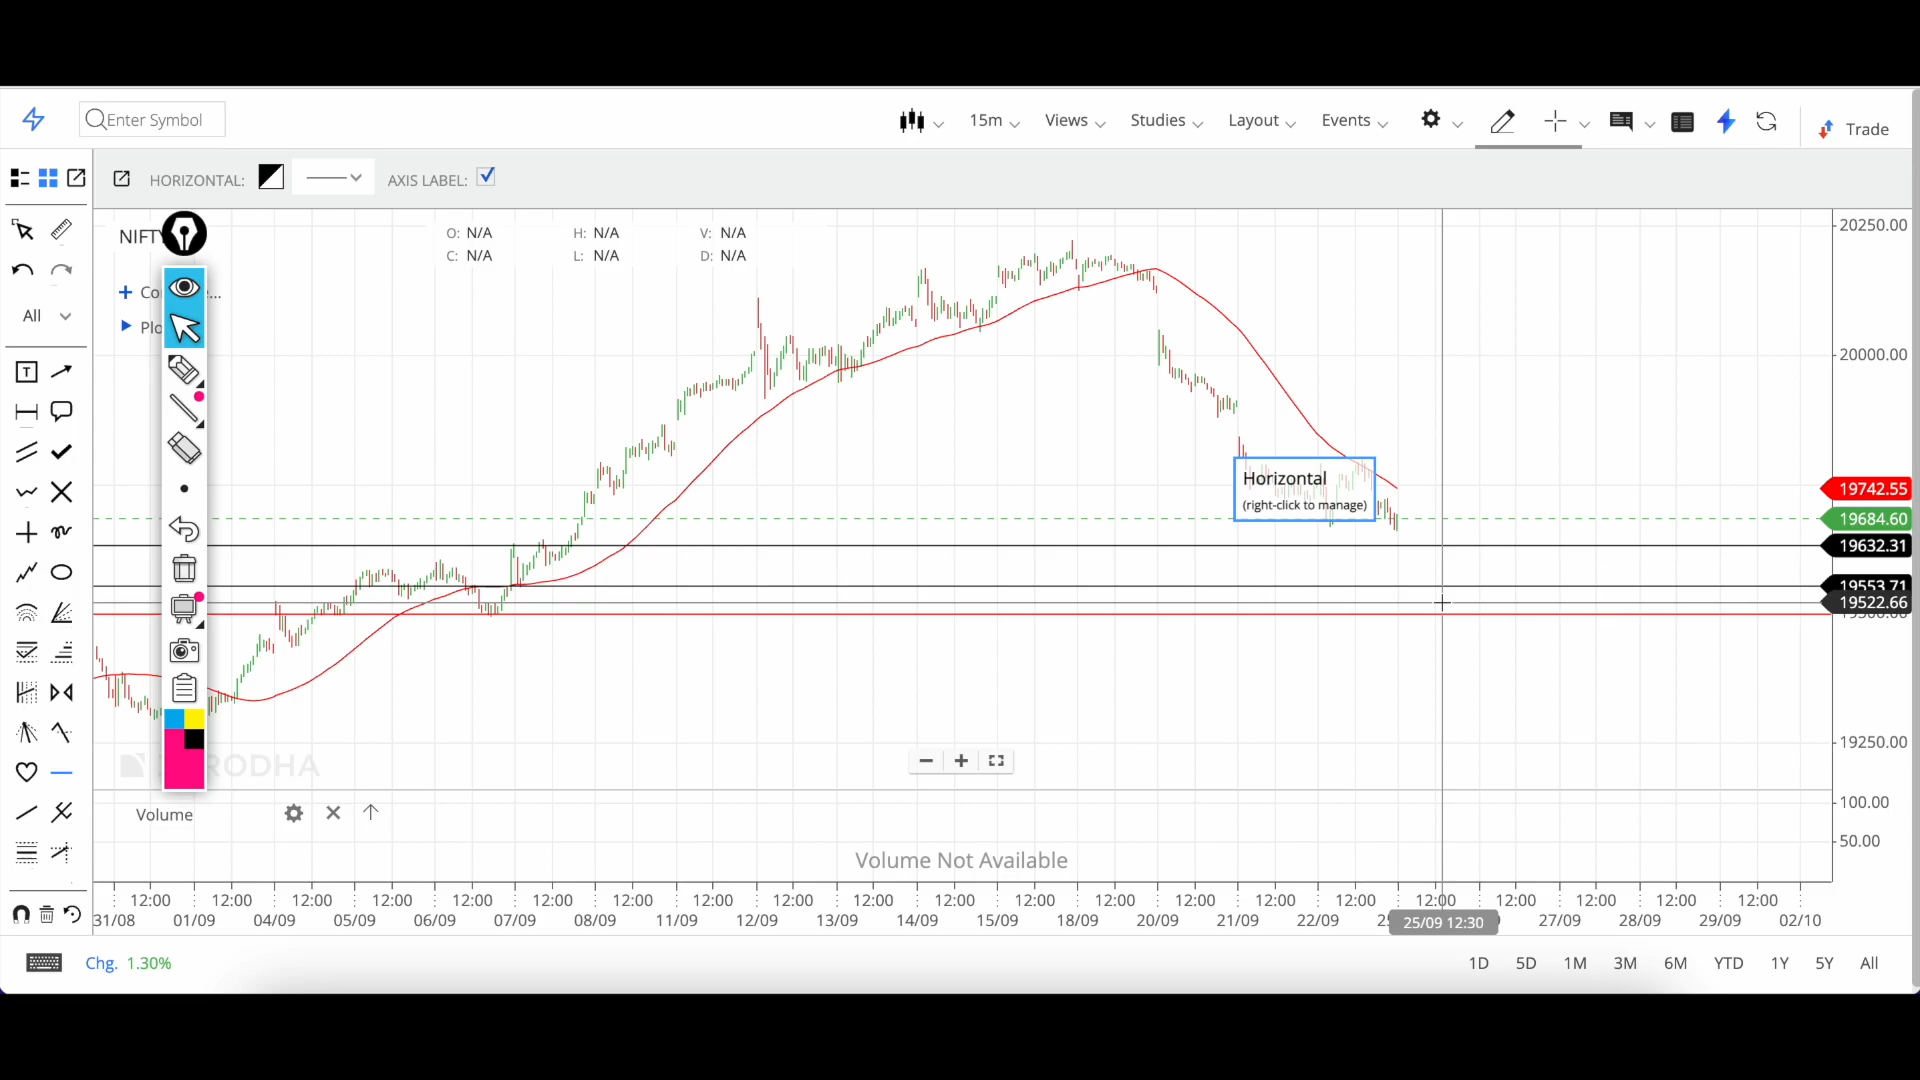 Enter Symbol
15m
Views
Studies
Layout
Events
Trade
HORIZONTAL:
AXIS LABEL:
NIFTY
O: N/A
H: N/A
V: N/A
C: N/A
L: N/A
D: N/A
All
T
20250.00
20000.00
Horizontal
(right-click to manage)
19742.55
19684.60
19632.31
19553.71
19522.66
19250.00
RODHA
Volume
100.00
50.00
Volume Not Available
12:00 12:00 12:00 12:00 12:00 12:00 12:00 12:00 12:00 12:00 12:00 12:00 12:00 12:00 12:00 12:00 12:00 12:00 12:00 12:00 12:00
31/08 01/09 04/09 05/09 06/09 07/09 08/09 11/09 12/09 13/09 14/09 15/09 18/09 20/09 21/09 22/09 25/09 12:30 27/09 28/09 29/09 02/10
Chg. 1.30%
1D 5D 1M 3M 6M YTD 1Y 5Y All